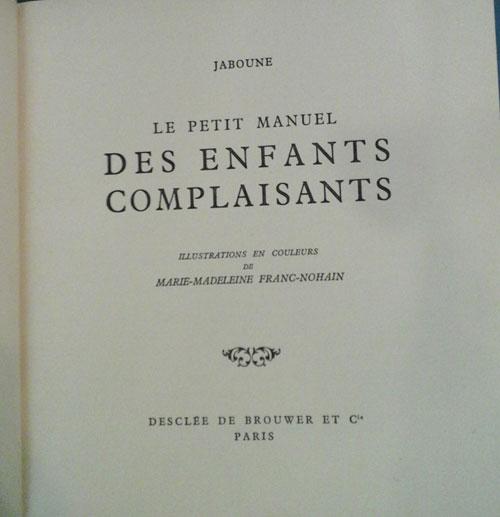 JABOUNE
LE PETIT MANUEL
DES ENFANTS
COMPLAISANTS
ILLUSTRATIONS EN COULEURS
DE
MARIE-MADELEINE FRANC-NOHAIN
DESCLÉE DE BROUWER ET Cie
PARIS